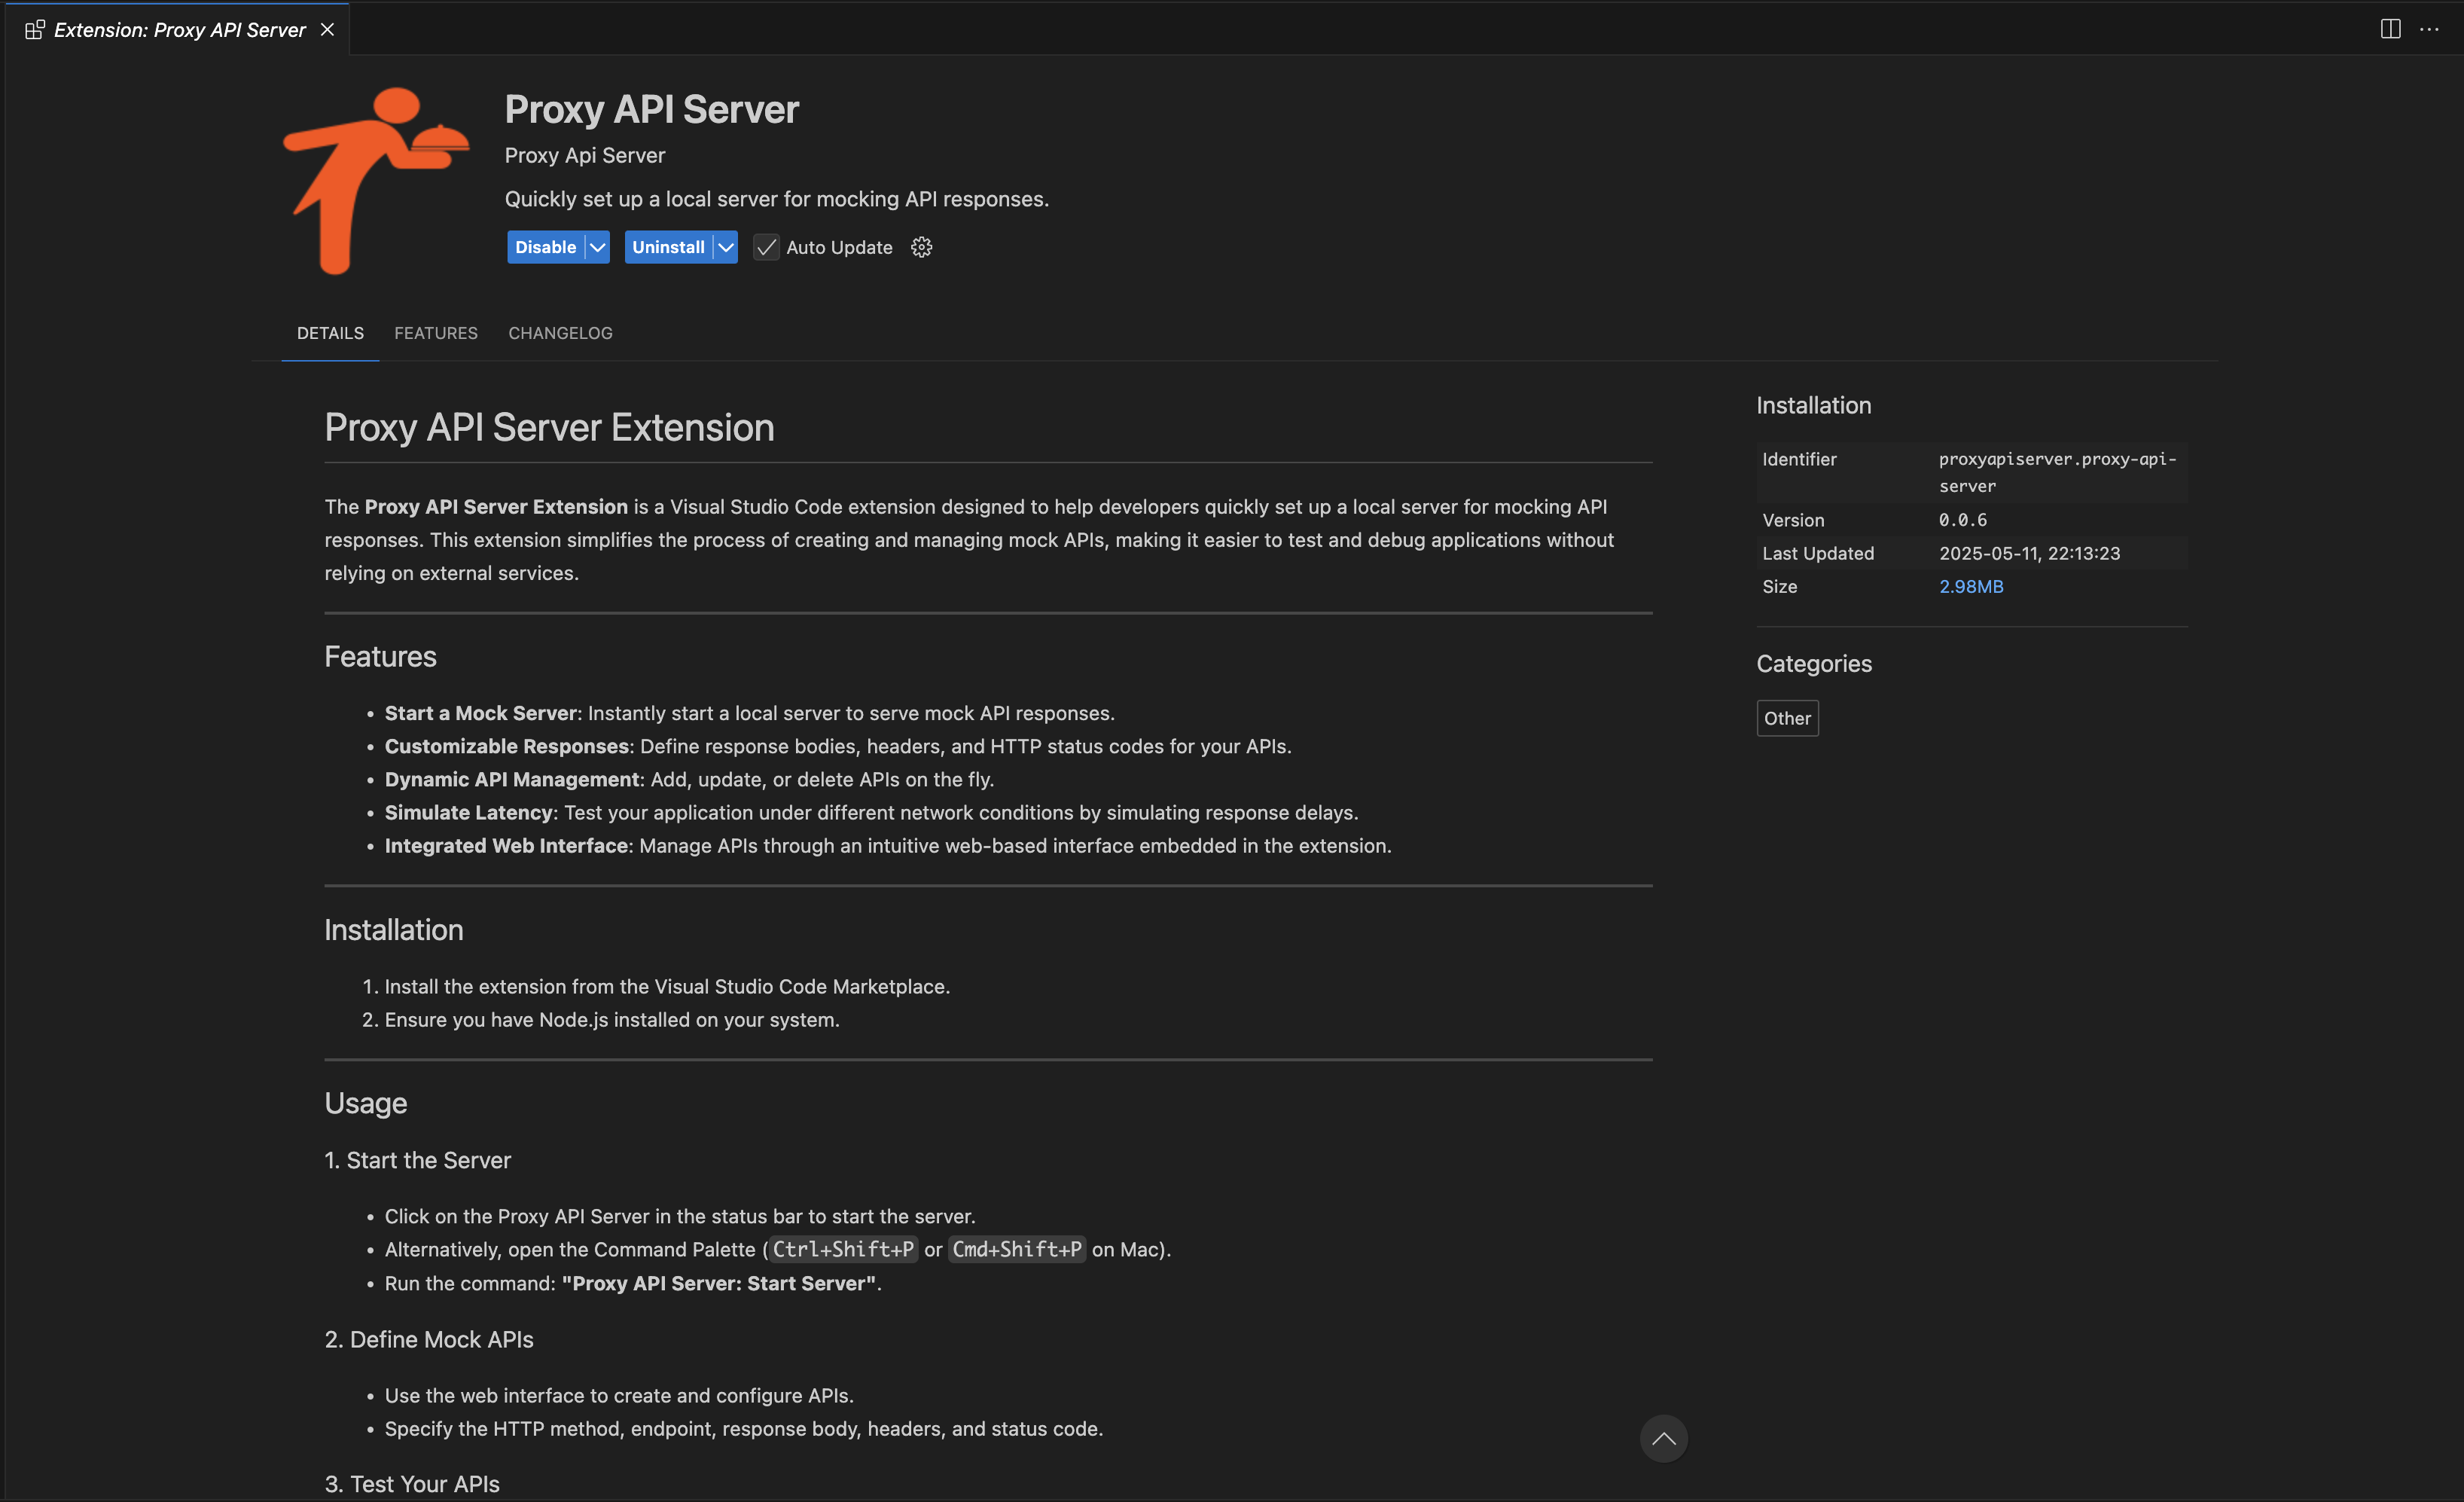 Extension: Proxy API Server
Proxy API Server
Proxy Api Server
Quickly set up a local server for mocking API responses.
Disable
Uninstall
Auto Update
DETAILS
FEATURES
CHANGELOG
Proxy API Server Extension
The Proxy API Server Extension is a Visual Studio Code extension designed to help developers quickly set up a local server for mocking API
responses. This extension simplifies the process of creating and managing mock APIs, making it easier to test and debug applications without
relying on external services.
Features
• Start a Mock Server: Instantly start a local server to serve mock API responses.
• Customizable Responses: Define response bodies, headers, and HTTP status codes for your APIs.
• Dynamic API Management: Add, update, or delete APIs on the fly.
• Simulate Latency: Test your application under different network conditions by simulating response delays.
• Integrated Web Interface: Manage APIs through an intuitive web-based interface embedded in the extension.
Installation
1. Install the extension from the Visual Studio Code Marketplace.
2. Ensure you have Node.js installed on your system.
Usage
1. Start the Server
• Click on the Proxy API Server in the status bar to start the server.
• Alternatively, open the Command Palette (Ctrl+Shift+P or Cmd+Shift+P on Mac).
• Run the command: "Proxy API Server: Start Server".
2. Define Mock APIs
• Use the web interface to create and configure APIs.
• Specify the HTTP method, endpoint, response body, headers, and status code.
3. Test Your APIs
Installation
Identifier proxyapiserver.proxy-api-
server
Version 0.0.6
Last Updated 2025-05-11, 22:13:23
Size 2.98MB
Categories
Other